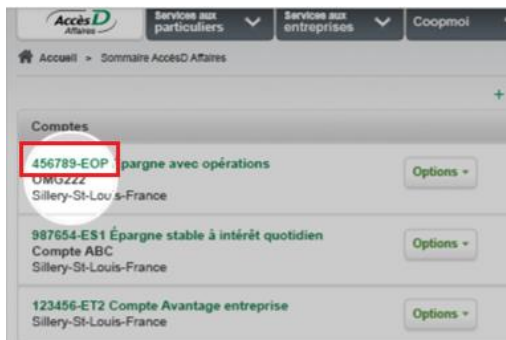 AccèsD
Affaires
Services aux
particuliers
Services aux
entreprises
Coopmoi
Accueil > Sommaire AccèsD Affaires
+
Comptes
456789-EOP Épargne avec opérations
OMG222
Sillery-St-Louis-France
Options
987654-ES1 Épargne stable à intérêt quotidien
Compte ABC
Sillery-St-Louis-France
Options
123456-ET2 Compte Avantage entreprise
Sillery-St-Louis-France
Options